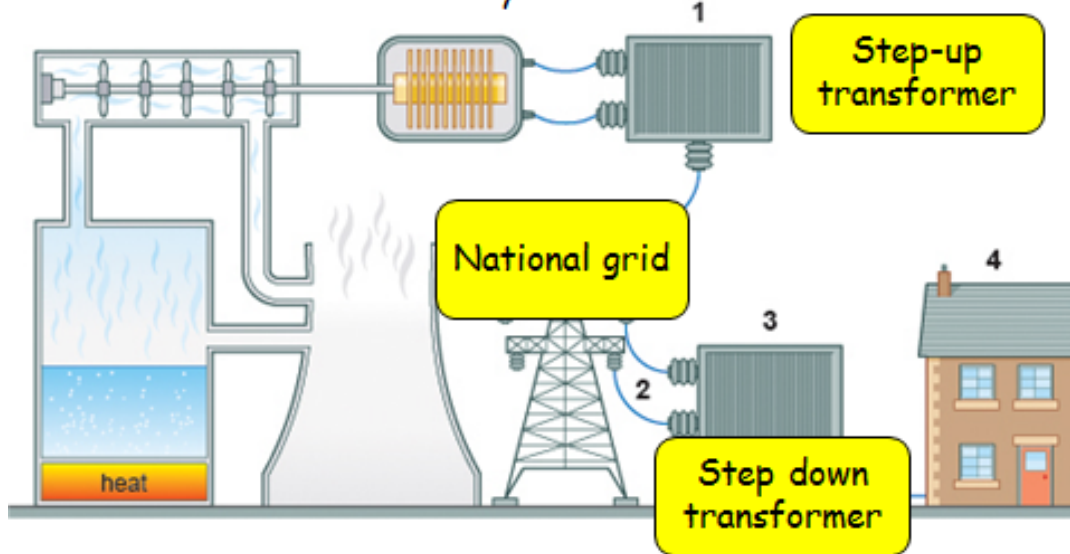 1
Step-up
transformer
National grid
4
3
2
heat
Step down
transformer